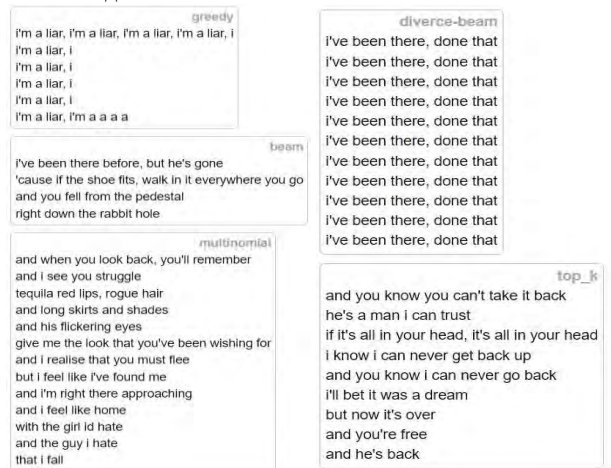 greedy
i'm a liar, i'm a liar, i'm a liar, i'm a liar, i
i'm a liar, i
i'm a liar, i
i'm a liar, i
i'm a liar, i
i'm a liar, i'm a a a a
beam
i've been there before, but he's gone
'cause if the shoe fits, walk in it everywhere you go
and you fell from the pedestal
right down the rabbit hole
multinomial
and when you look back, you'll remember
and i see you struggle
tequila red lips, rogue hair
and long skirts and shades
and his flickering eyes
give me the look that you've been wishing for
and i realise that you must flee
but i feel like i've found me
and i'm right there approaching
and i feel like home
with the girl id hate
and the guy i hate
that i fall
diverce-beam
i've been there, done that
i've been there, done that
i've been there, done that
i've been there, done that
i've been there, done that
i've been there, done that
i've been there, done that
i've been there, done that
i've been there, done that
i've been there, done that
i've been there, done that
top_k
and you know you can't take it back
he's a man i can trust
if it's all in your head, it's all in your head
i know i can never get back up
and you know i can never go back
i'll bet it was a dream
but now it's over
and you're free
and he's back